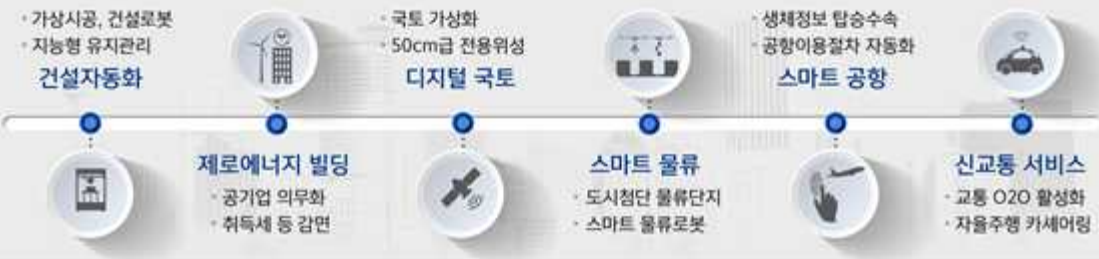 · 가상시공, 건설로봇
· 지능형 유지관리
건설자동화
제로에너지 빌딩
· 공기업 의무화
· 취득세 등 감면
· 국토 가상화
· 50cm급 전용위성
디지털 국토
스마트 물류
· 도시첨단 물류단지
· 스마트 물류로봇
· 생체정보 탑승수속
· 공항이용절차 자동화
스마트 공항
신교통 서비스
· 교통 O2O 활성화
· 자율주행 카셰어링